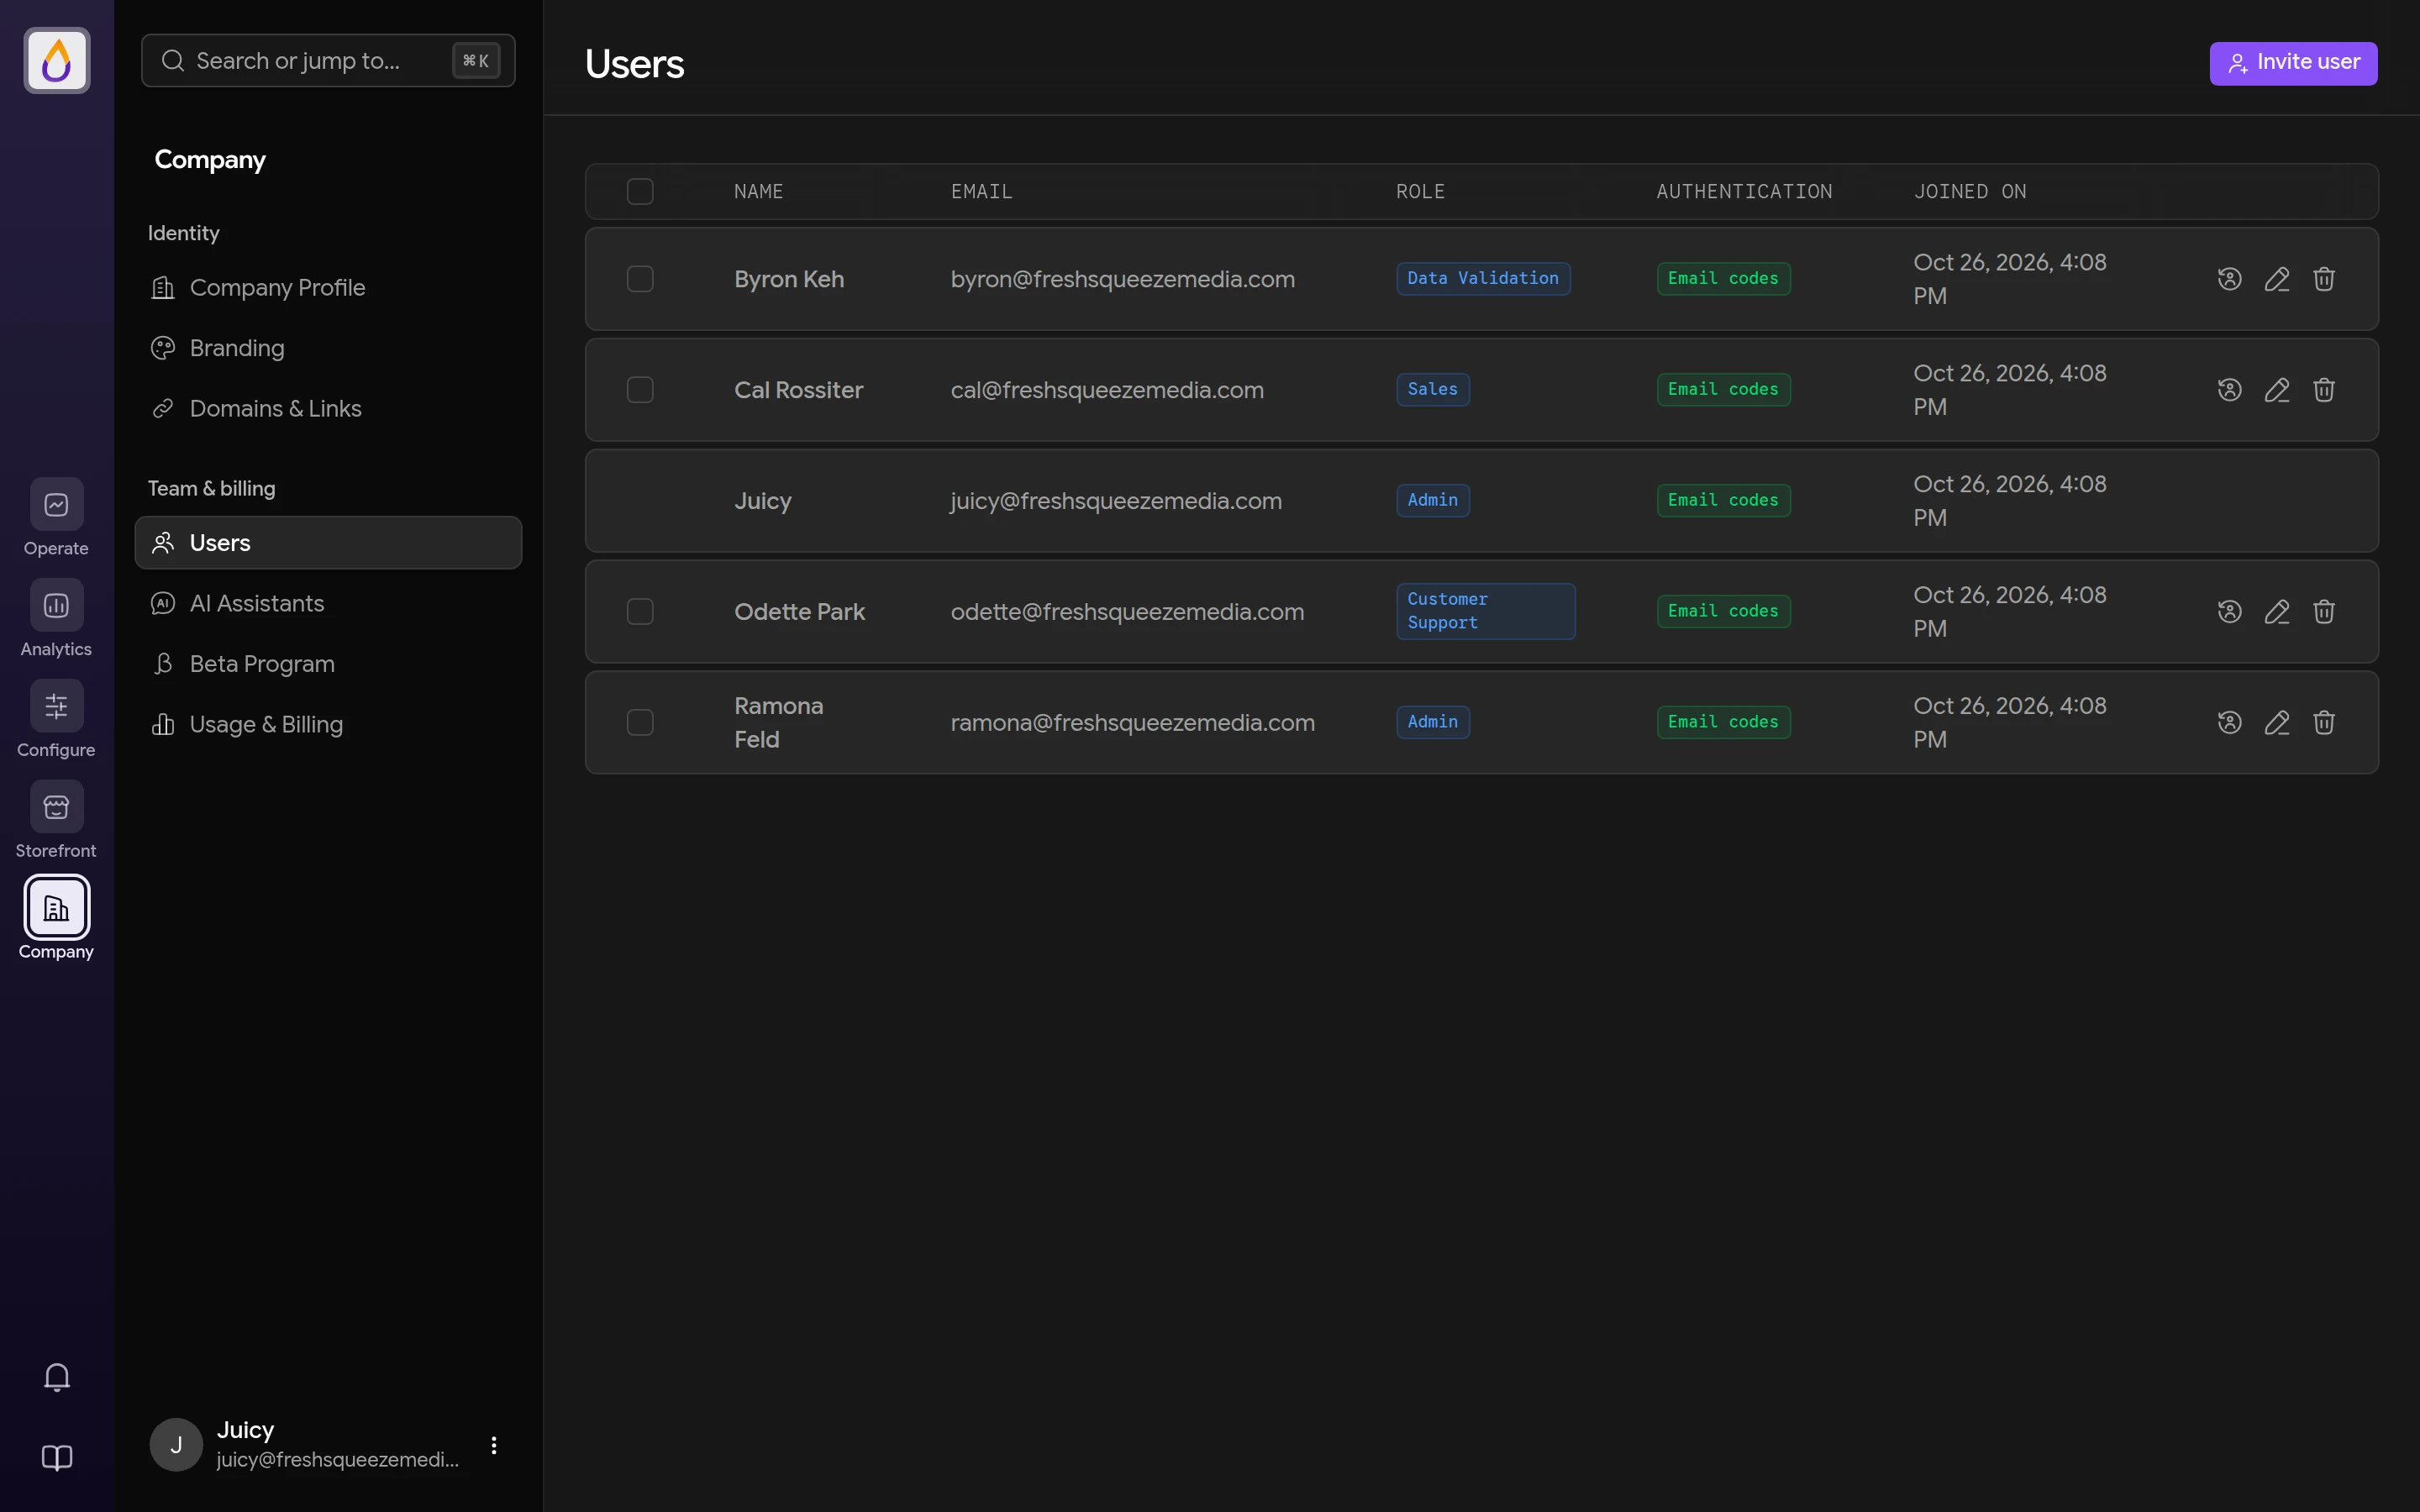 Search or jump to...
⌘K
Company
Identity
Company Profile
Branding
Domains & Links
Team & billing
Users
AI Assistants
Beta Program
Usage & Billing
Operate
Analytics
Configure
Storefront
Company
J
Juicy
juicy@freshsqueezemedi...
Users
Invite user
NAME EMAIL ROLE AUTHENTICATION JOINED ON
Byron Keh byron@freshsqueezemedia.com Data Validation Email codes Oct 26, 2026, 4:08
PM
Cal Rossiter cal@freshsqueezemedia.com Sales Email codes Oct 26, 2026, 4:08
PM
Juicy juicy@freshsqueezemedia.com Admin Email codes Oct 26, 2026, 4:08
PM
Odette Park odette@freshsqueezemedia.com Customer
Support Email codes Oct 26, 2026, 4:08
PM
Ramona
Feld ramona@freshsqueezemedia.com Admin Email codes Oct 26, 2026, 4:08
PM